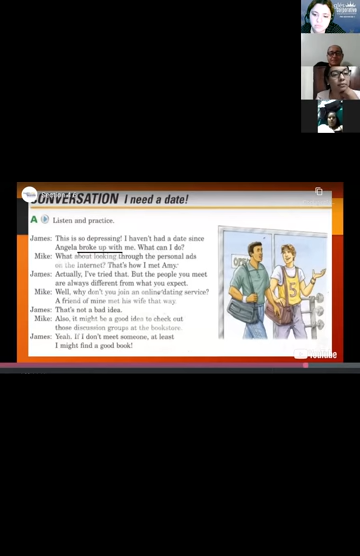 CONVERSATION I need a date!
A Listen and practice.
James: This is so depressing! I haven't had a date since
Angela broke up with me. What can I do?
Mike: What about looking through the personal ads
on the internet? That's how I met Amy.
James: Actually, I've tried that. But the people you meet
are always different from what you expect.
Mike: Well, why don't you join an online dating service?
A friend of mine met his wife that way.
James: That's not a bad idea.
Mike: Also, it might be a good idea to check out
those discussion groups at the bookstore.
James: Yeah. If I don't meet someone, at least
I might find a good book!
YouTube